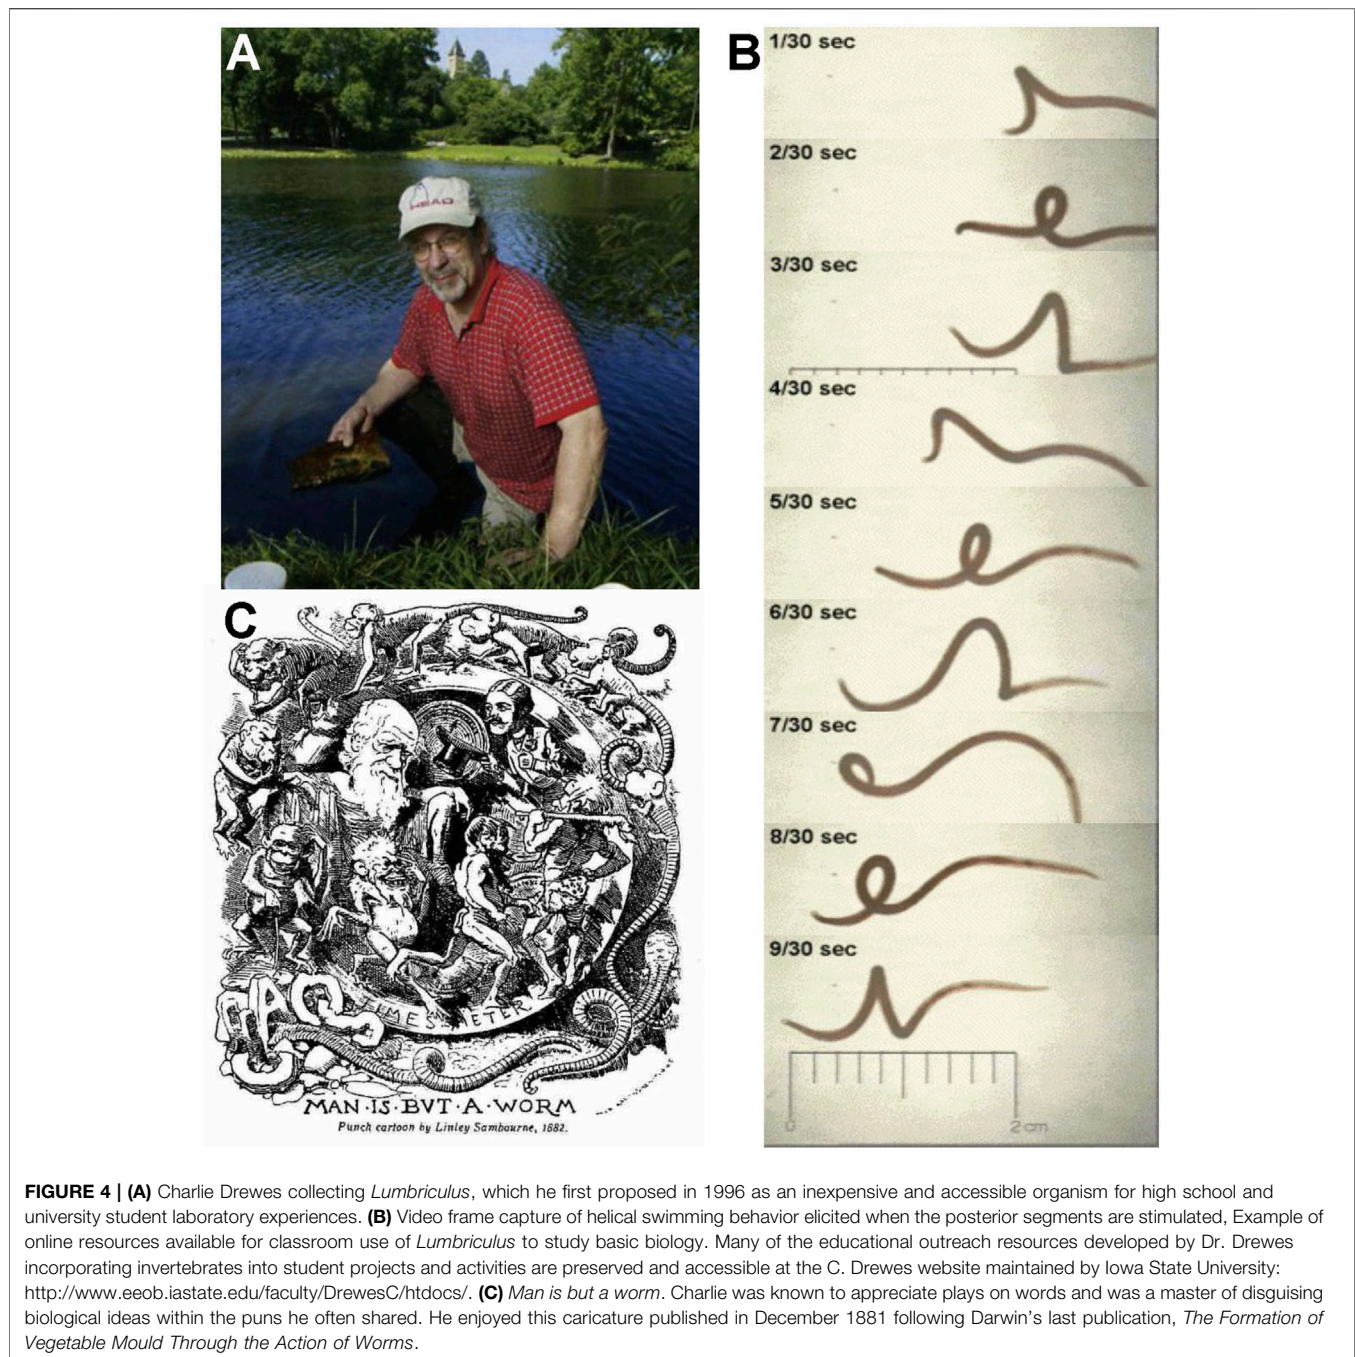 A
HEAD
B
1/30 sec
2/30 sec
3/30 sec
4/30 sec
5/30 sec
6/30 sec
7/30 sec
8/30 sec
9/30 sec
0 2 cm
C
TIMES METER
MAN·IS·BVT·A·WORM
Punch cartoon by Linley Sambourne, 1882.
FIGURE 4 | (A) Charlie Drewes collecting Lumbriculus, which he first proposed in 1996 as an inexpensive and accessible organism for high school and
university student laboratory experiences. (B) Video frame capture of helical swimming behavior elicited when the posterior segments are stimulated, Example of
online resources available for classroom use of Lumbriculus to study basic biology. Many of the educational outreach resources developed by Dr. Drewes
incorporating invertebrates into student projects and activities are preserved and accessible at the C. Drewes website maintained by Iowa State University:
http://www.eeob.iastate.edu/faculty/DrewesC/htdocs/. (C) Man is but a worm. Charlie was known to appreciate plays on words and was a master of disguising
biological ideas within the puns he often shared. He enjoyed this caricature published in December 1881 following Darwin's last publication, The Formation of
Vegetable Mould Through the Action of Worms.